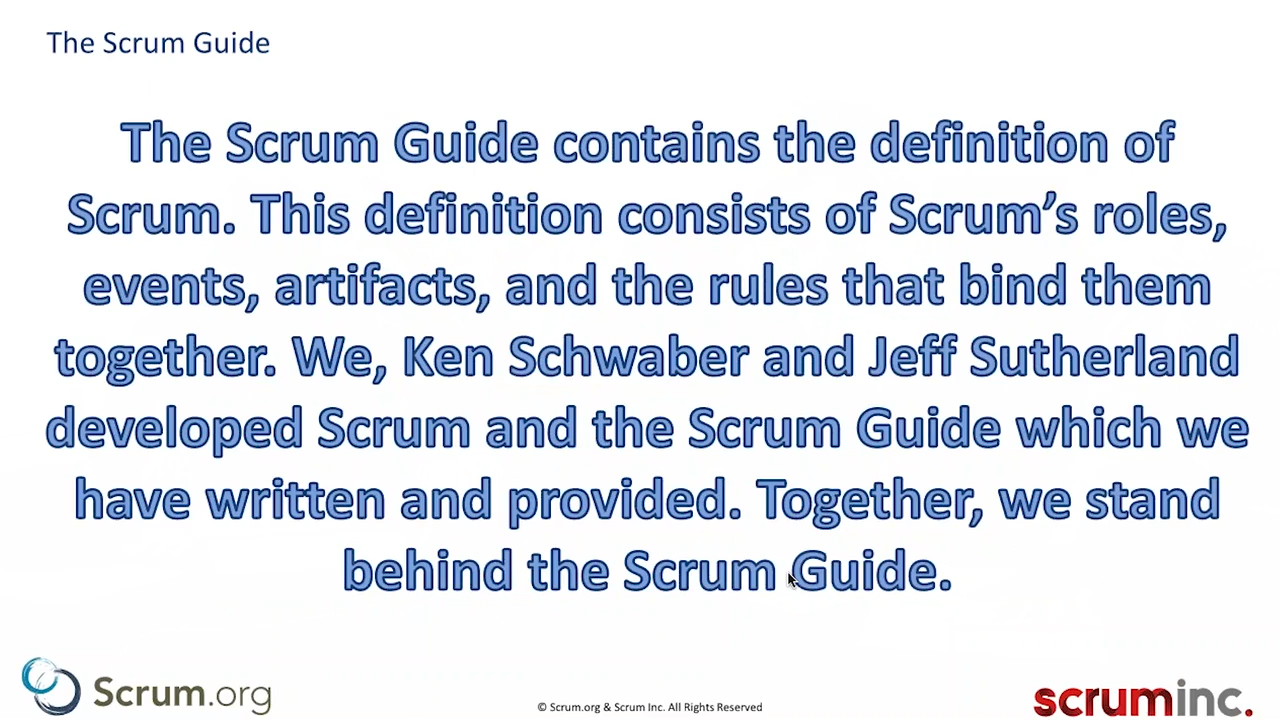 The Scrum Guide
The Scrum Guide contains the definition of
Scrum. This definition consists of Scrum’s roles,
events, artifacts, and the rules that bind them
together. We, Ken Schwaber and Jeff Sutherland
developed Scrum and the Scrum Guide which we
have written and provided. Together, we stand
behind the Scrum Guide.
Scrum.org
© Scrum.org & Scrum Inc. All Rights Reserved
scruminc.